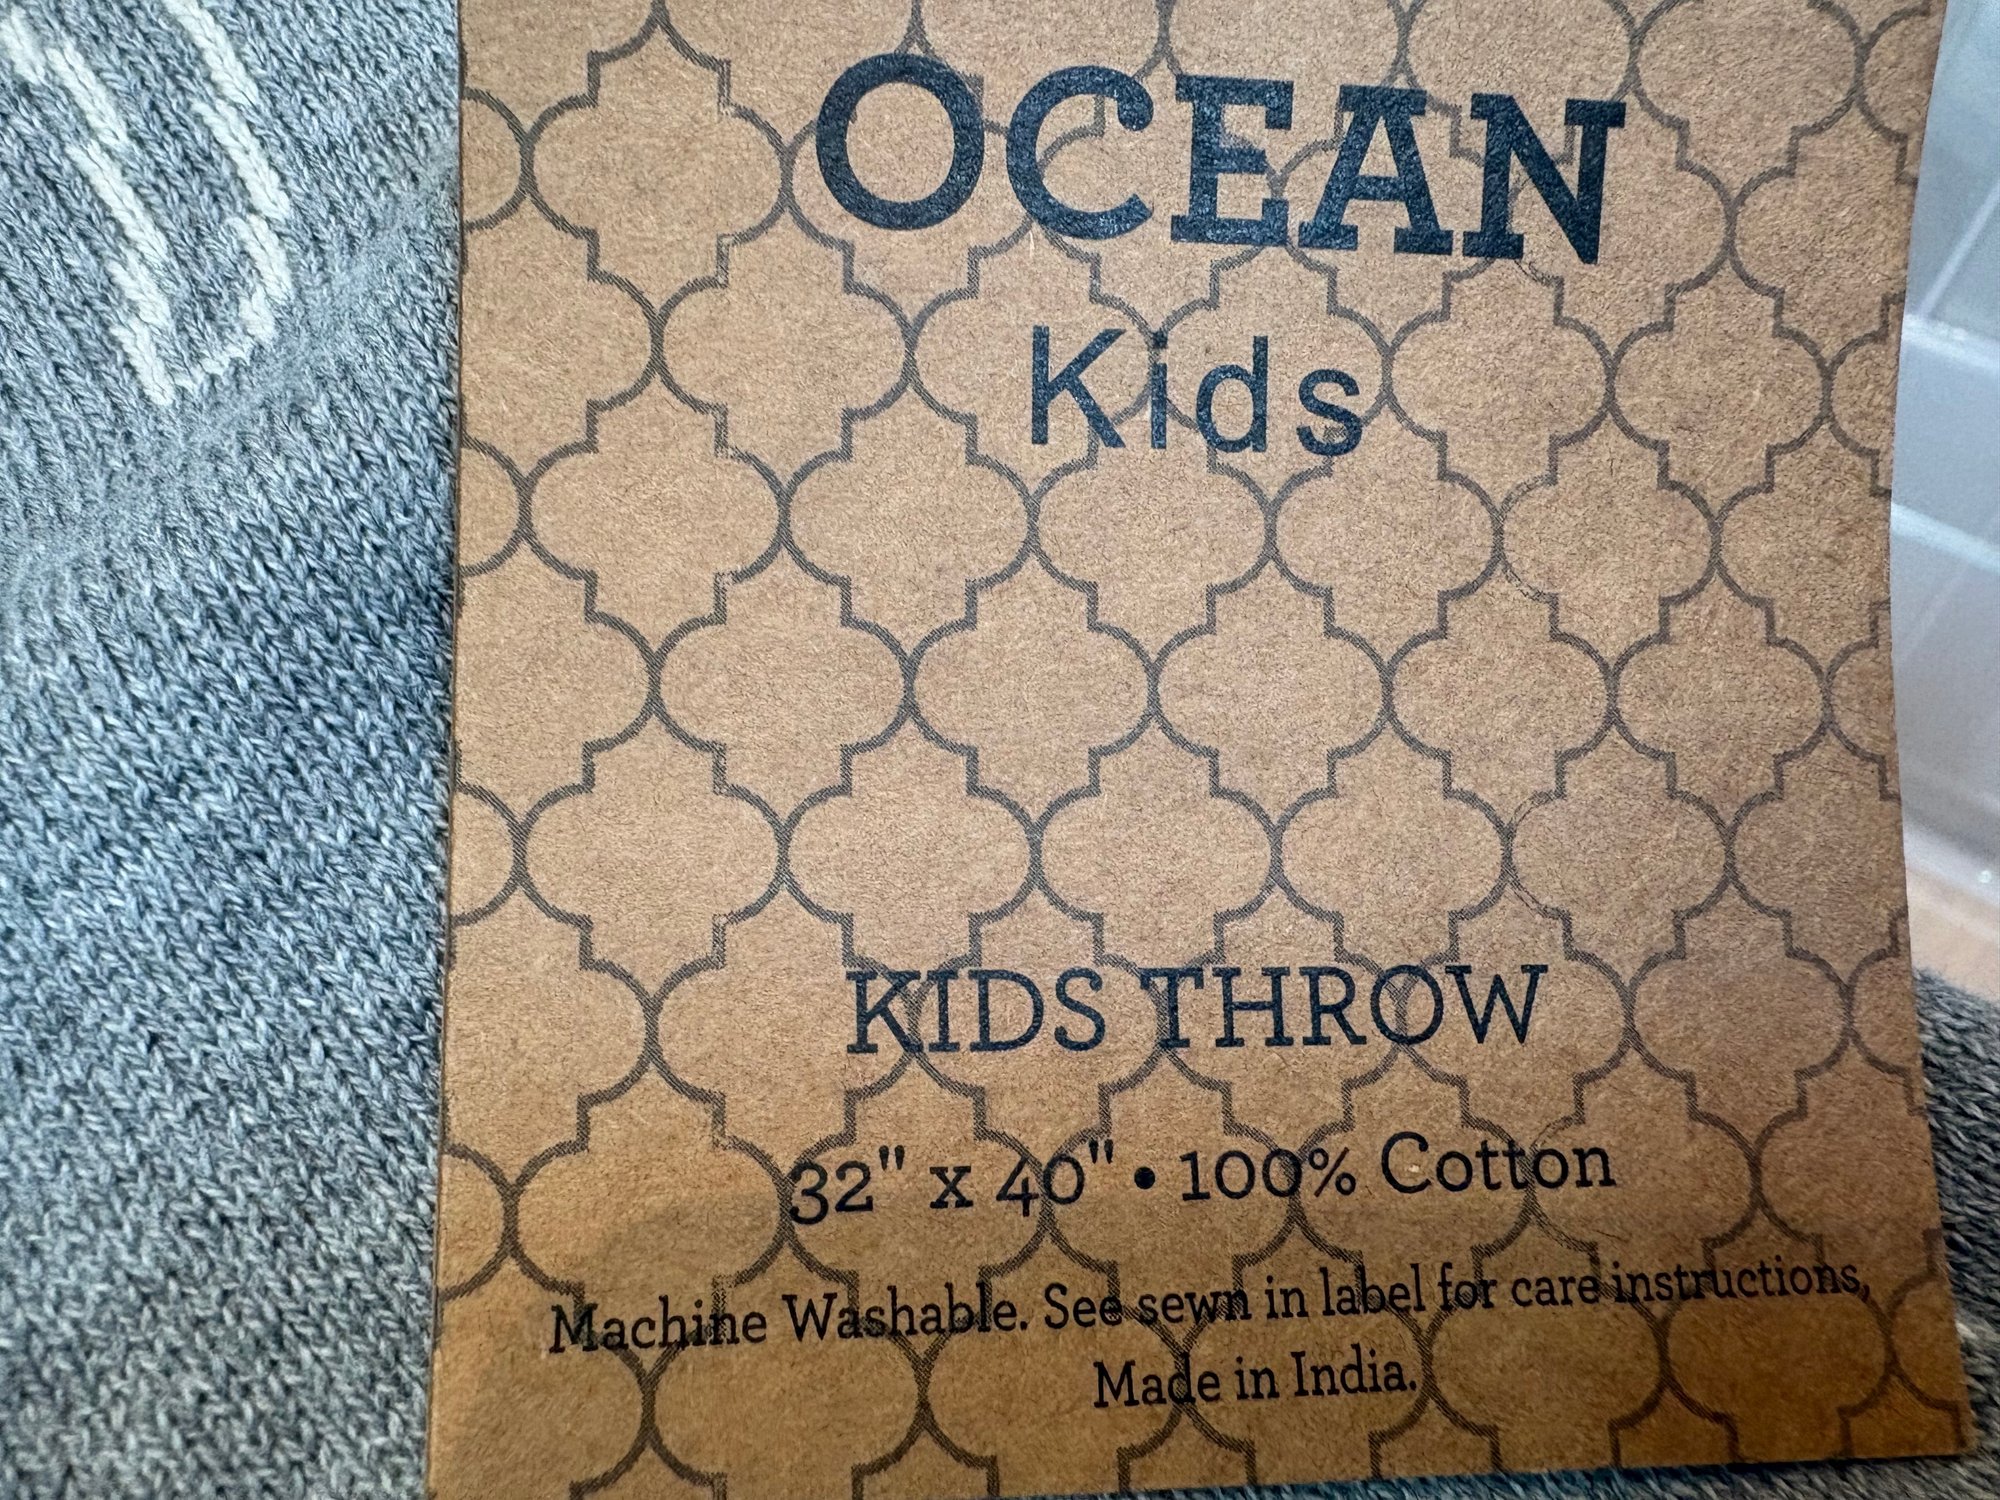 OCEAN
Kids
KIDS THROW
32" x 40" • 100% Cotton
Machine Washable. See sewn in label for care instructions,
Made in India.